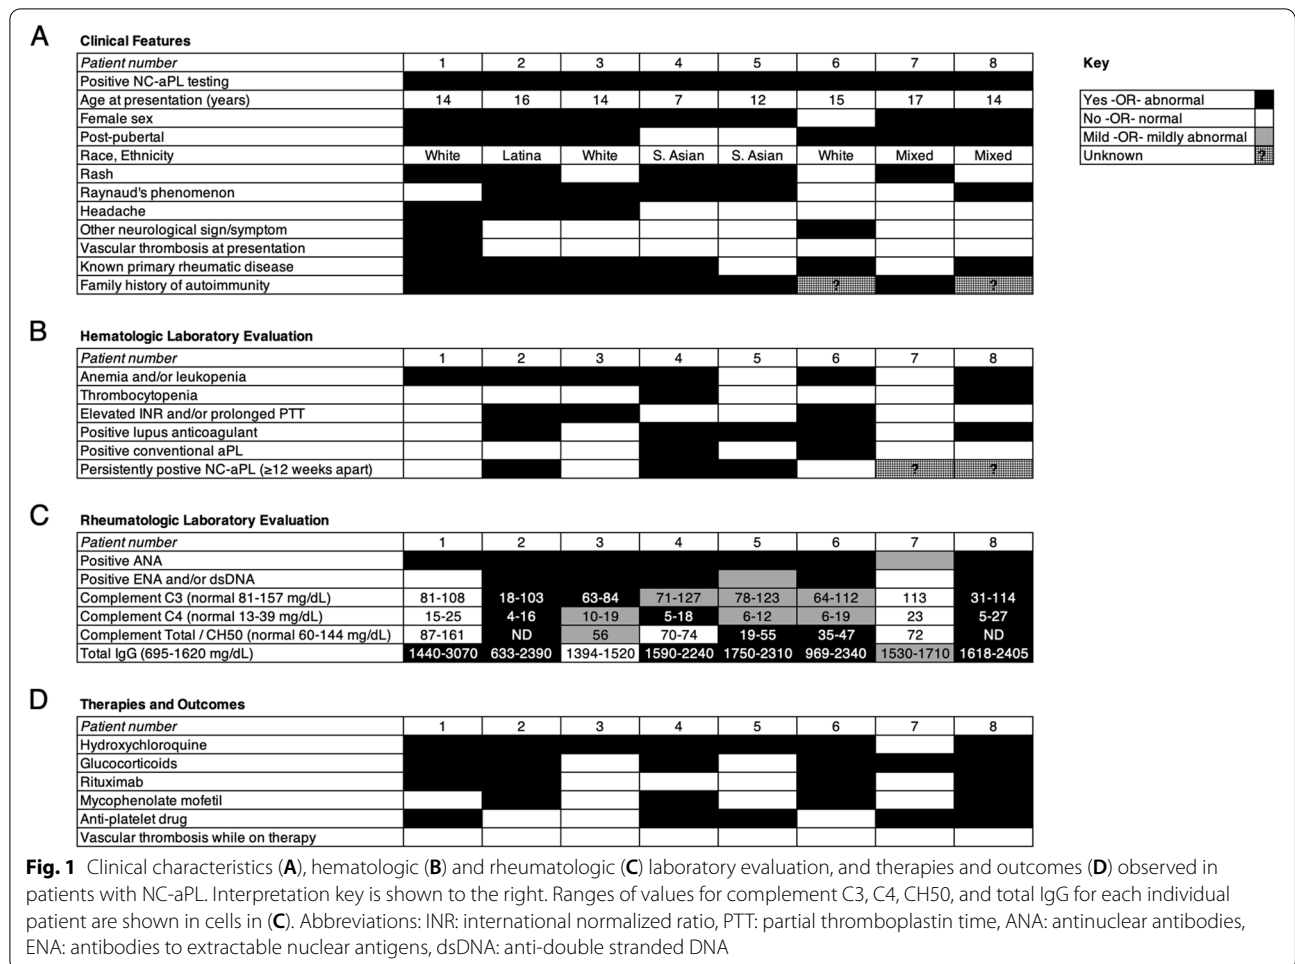 A Clinical Features
Patient number 1 2 3 4 5 6 7 8
Positive NC-aPL testing
Age at presentation (years) 14 16 14 7 12 15 17 14
Female sex
Post-pubertal
Race, Ethnicity White Latina White S. Asian S. Asian White Mixed Mixed
Rash
Raynaud's phenomenon
Headache
Other neurological sign/symptom
Vascular thrombosis at presentation
Known primary rheumatic disease
Family history of autoimmunity ? ?
Key
Yes -OR- abnormal
No -OR- normal
Mild -OR- mildly abnormal
Unknown ?
B Hematologic Laboratory Evaluation
Patient number 1 2 3 4 5 6 7 8
Anemia and/or leukopenia
Thrombocytopenia
Elevated INR and/or prolonged PTT
Positive lupus anticoagulant
Positive conventional aPL
Persistently postive NC-aPL (≥12 weeks apart) ? ?
C Rheumatologic Laboratory Evaluation
Patient number 1 2 3 4 5 6 7 8
Positive ANA
Positive ENA and/or dsDNA
Complement C3 (normal 81-157 mg/dL) 81-108 18-103 63-84 71-127 78-123 64-112 113 31-114
Complement C4 (normal 13-39 mg/dL) 15-25 4-16 10-19 5-18 6-12 6-19 23 5-27
Complement Total / CH50 (normal 60-144 mg/dL) 87-161 ND 56 70-74 19-55 35-47 72 ND
Total IgG (695-1620 mg/dL) 1440-3070 633-2390 1394-1520 1590-2240 1750-2310 969-2340 1530-1710 1618-2405
D Therapies and Outcomes
Patient number 1 2 3 4 5 6 7 8
Hydroxychloroquine
Glucocorticoids
Rituximab
Mycophenolate mofetil
Anti-platelet drug
Vascular thrombosis while on therapy
Fig. 1 Clinical characteristics (A), hematologic (B) and rheumatologic (C) laboratory evaluation, and therapies and outcomes (D) observed in
patients with NC-aPL. Interpretation key is shown to the right. Ranges of values for complement C3, C4, CH50, and total IgG for each individual
patient are shown in cells in (C). Abbreviations: INR: international normalized ratio, PTT: partial thromboplastin time, ANA: antinuclear antibodies,
ENA: antibodies to extractable nuclear antigens, dsDNA: anti-double stranded DNA